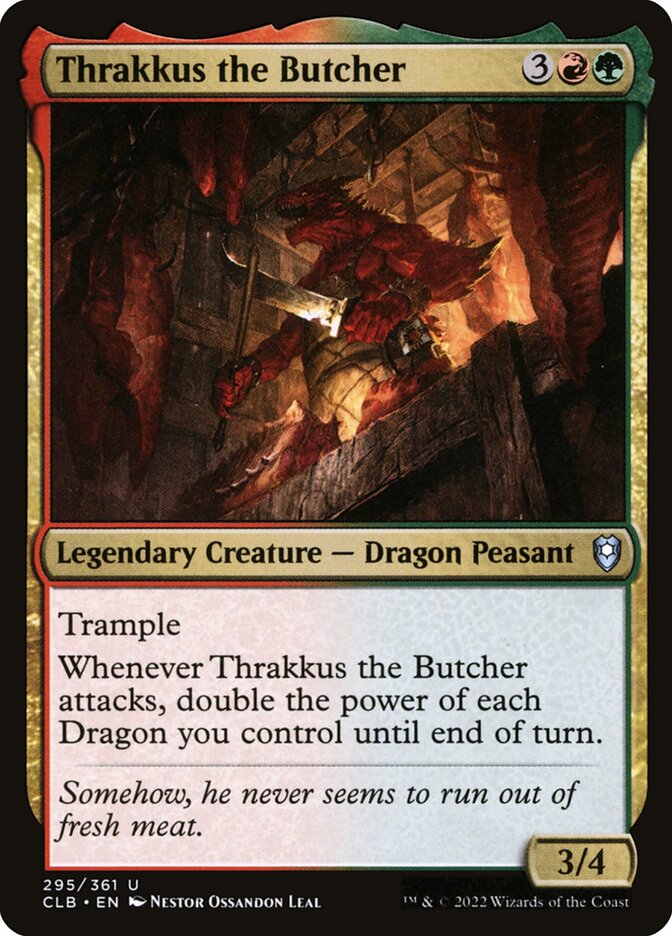 Thrakkus the Butcher 3
Legendary Creature — Dragon Peasant
Trample
Whenever Thrakkus the Butcher
attacks, double the power of each
Dragon you control until end of turn.
Somehow, he never seems to run out of
fresh meat.
3/4
295/361 U
CLB • EN Nestor Ossandon Leal
™ & © 2022 Wizards of the Coast